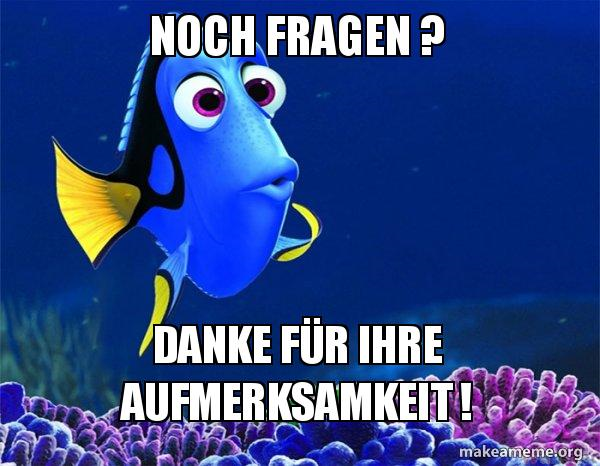 NOCH FRAGEN ?
DANKE FÜR IHRE
AUFMERKSAMKEIT !
makeameme.org